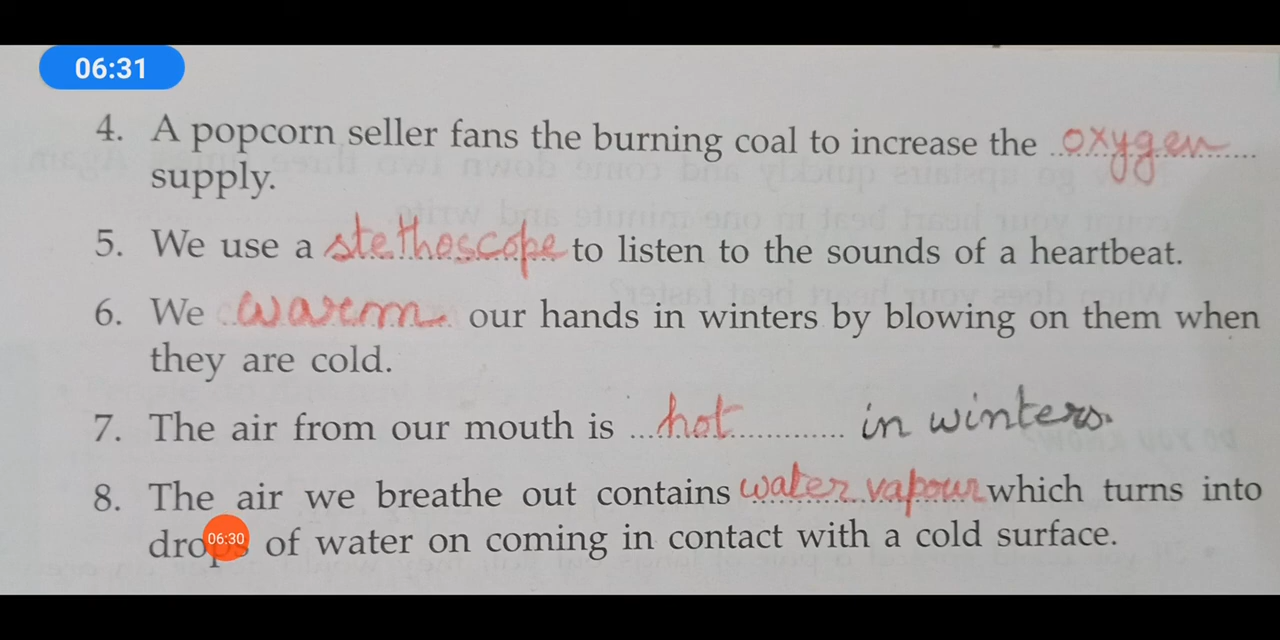 06:31
4. A popcorn seller fans the burning coal to increase the oxygen
supply.
5. We use a stethoscope to listen to the sounds of a heartbeat.
6. We warm our hands in winters by blowing on them when
they are cold.
7. The air from our mouth is hot in winters.
8. The air we breathe out contains water vapour which turns into
drops of water on coming in contact with a cold surface.
06:30